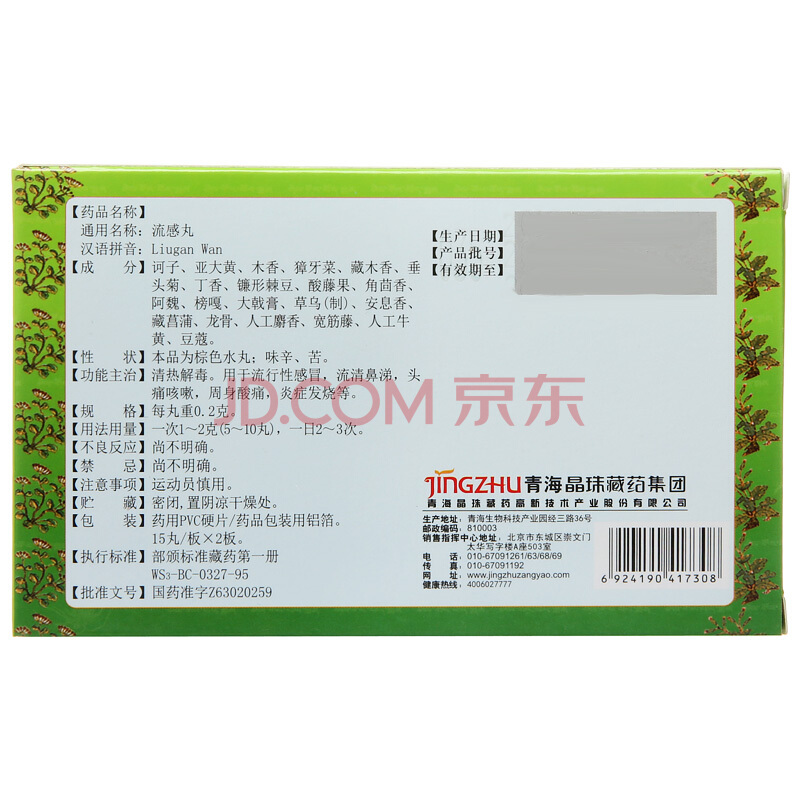 【药品名称】
通用名称：流感丸
汉语拼音：Liugan Wan
【成　　分】诃子、亚大黄、木香、獐牙菜、藏木香、垂
头菊、丁香、镰形棘豆、酸藤果、角茴香、
阿魏、榜嘎、大戟膏、草乌(制)、安息香、
藏菖蒲、龙骨、人工麝香、宽筋藤、人工牛
黄、豆蔻。
【性　　状】本品为棕色水丸；味辛、苦。
【功能主治】清热解毒。用于流行性感冒，流清鼻涕，头
痛咳嗽，周身酸痛，炎症发烧等。
【规　　格】每丸重0.2克。
【用法用量】一次1～2克(5～10丸)，一日2～3次。
【不良反应】尚不明确。
【禁　　忌】尚不明确。
【注意事项】运动员慎用。
【贮　　藏】密闭,置阴凉干燥处。
【包　　装】药用PVC硬片/药品包装用铝箔。
15丸/板×2板。
【执行标准】部颁标准藏药第一册
WS3-BC-0327-95
【批准文号】国药准字Z63020259
【生产日期】
【产品批号】
【有效期至】
JD.COM 京东
JINGZHU 青海晶珠藏药集团
青海晶珠藏药高新技术产业股份有限公司
生产地址：青海生物科技产业园经三路36号
邮政编码：810003
销售指挥中心地址：北京市东城区崇文门
太华写字楼A座503室
电　　话：010-67091261/63/68/69
传　　真：010-67091192
网　　址：www.jingzhuzangyao.com
健康热线：4006027777
6 924190 417308